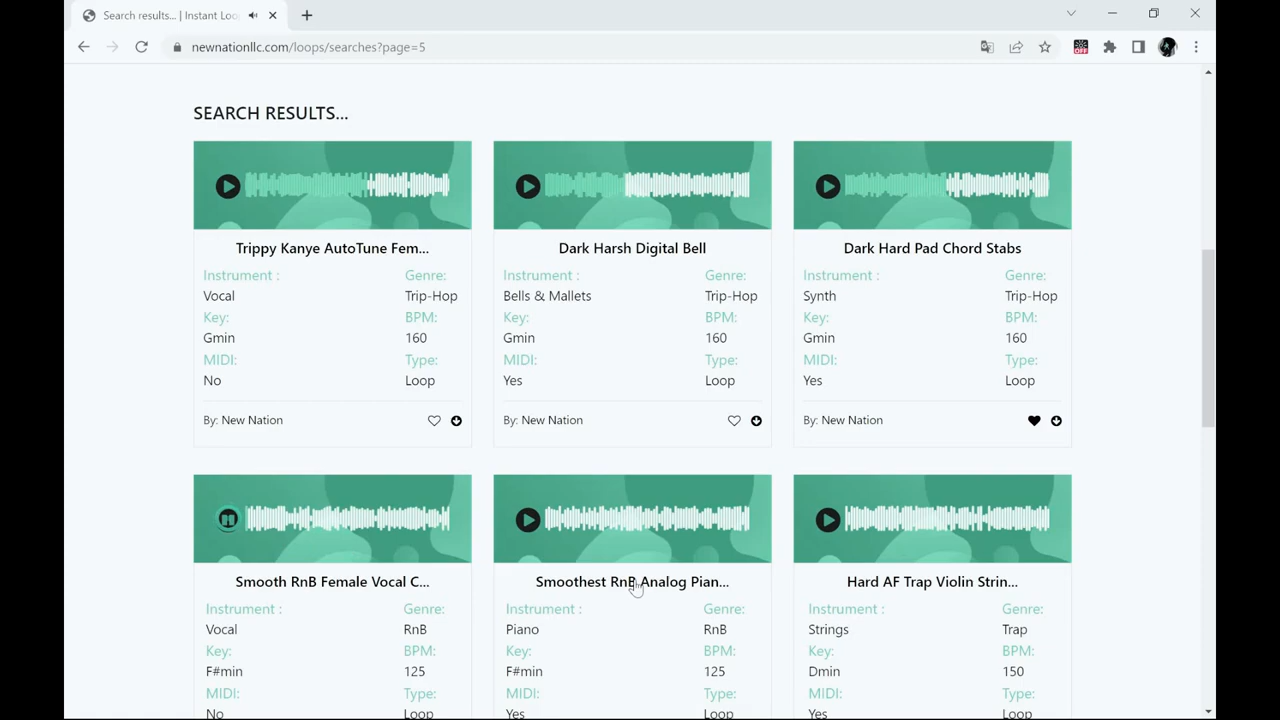 Search results... | Instant Loo
newnationllc.com/loops/searches?page=5
OFF
SEARCH RESULTS...
Trippy Kanye AutoTune Fem...
Instrument :
Genre:
Vocal
Trip-Hop
Key:
BPM:
Gmin
160
MIDI:
Type:
No
Loop
By: New Nation
Dark Harsh Digital Bell
Instrument :
Genre:
Bells & Mallets
Trip-Hop
Key:
BPM:
Gmin
160
MIDI:
Type:
Yes
Loop
By: New Nation
Dark Hard Pad Chord Stabs
Instrument :
Genre:
Synth
Trip-Hop
Key:
BPM:
Gmin
160
MIDI:
Type:
Yes
Loop
By: New Nation
Smooth RnB Female Vocal C...
Instrument :
Genre:
Vocal
RnB
Key:
BPM:
F#min
125
MIDI:
Type:
No
Loop
Smoothest RnB Analog Pian...
Instrument :
Genre:
Piano
RnB
Key:
BPM:
F#min
125
MIDI:
Type:
Yes
Loop
Hard AF Trap Violin Strin...
Instrument :
Genre:
Strings
Trap
Key:
BPM:
Dmin
150
MIDI:
Type:
Yes
Loop